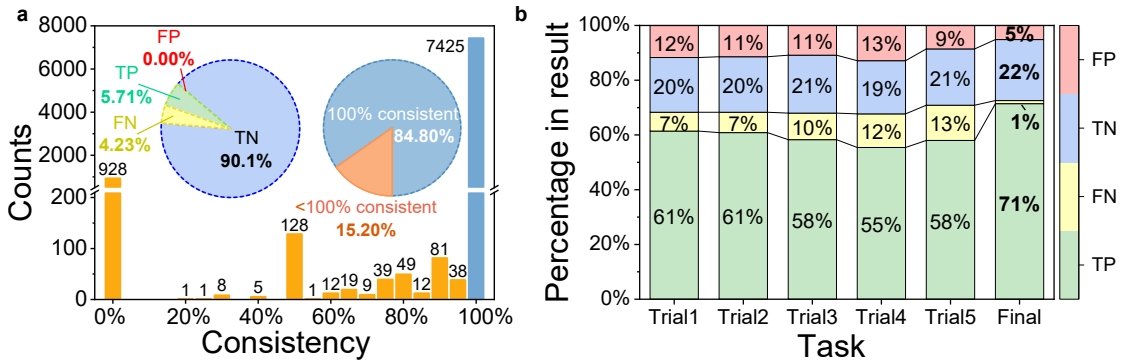 a
8000
6000
4000
2000
200
100
0
Counts
0%
20%
40%
60%
80%
100%
Consistency
928
1
1
8
5
128
1
12
19
9
39
49
12
81
38
7425
FP
0.00%
TP
5.71%
FN
4.23%
TN
90.1%
100% consistent
84.80%
<100% consistent
15.20%
b
100%
80%
60%
40%
20%
0%
Percentage in result
12%
11%
11%
13%
9%
5%
20%
20%
21%
19%
21%
22%
7%
7%
10%
12%
13%
1%
61%
61%
58%
55%
58%
71%
Trial1
Trial2
Trial3
Trial4
Trial5
Final
Task
FP
TN
FN
TP